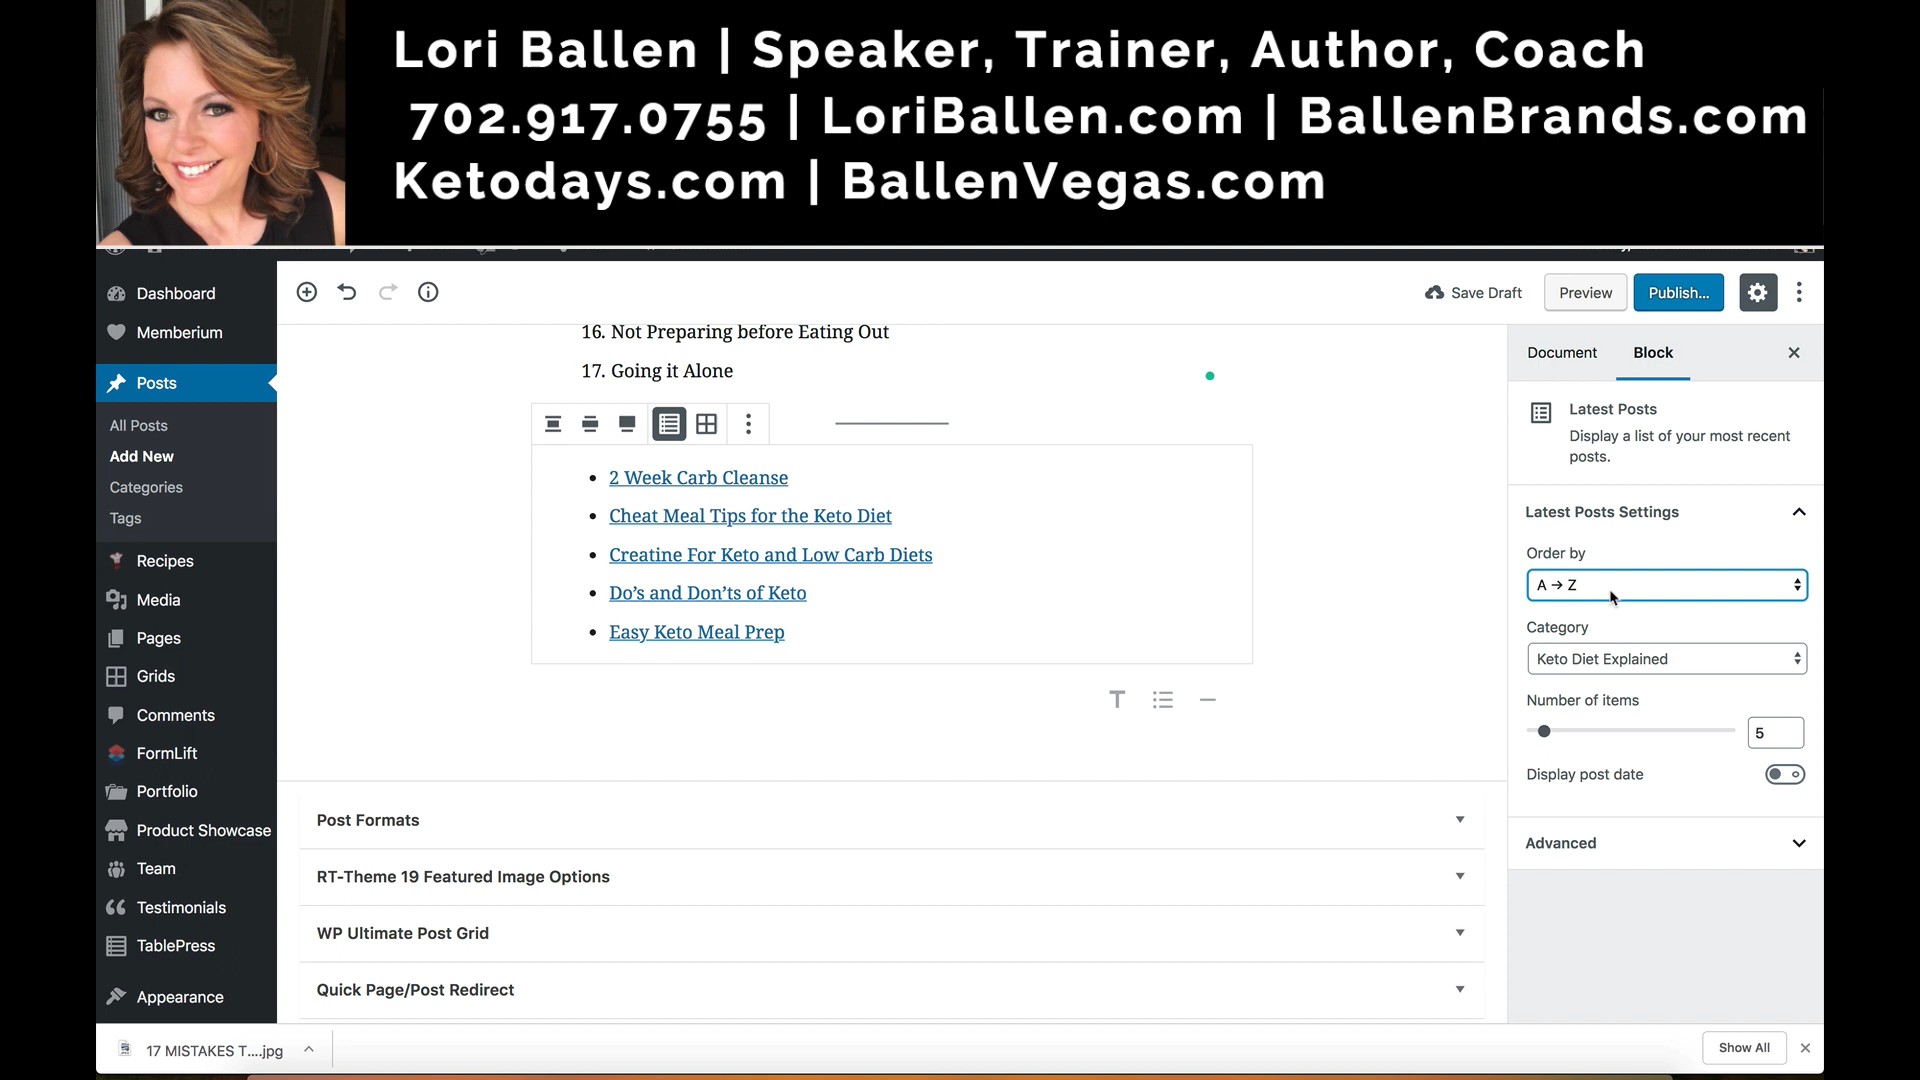 Lori Ballen | Speaker, Trainer, Author, Coach
702.917.0755 | LoriBallen.com | BallenBrands.com
Ketodays.com | BallenVegas.com
Dashboard
Memberium
Posts
All Posts
Add New
Categories
Tags
Recipes
Media
Pages
Grids
Comments
FormLift
Portfolio
Product Showcase
Team
Testimonials
TablePress
Appearance
Save Draft
Preview
Publish...
16. Not Preparing before Eating Out
17. Going it Alone
• 2 Week Carb Cleanse
• Cheat Meal Tips for the Keto Diet
• Creatine For Keto and Low Carb Diets
• Do’s and Don’ts of Keto
• Easy Keto Meal Prep
Post Formats
RT-Theme 19 Featured Image Options
WP Ultimate Post Grid
Quick Page/Post Redirect
Document
Block
Latest Posts
Display a list of your most recent
posts.
Latest Posts Settings
Order by
A → Z
Category
Keto Diet Explained
Number of items
5
Display post date
Advanced
17 MISTAKES T....jpg
Show All